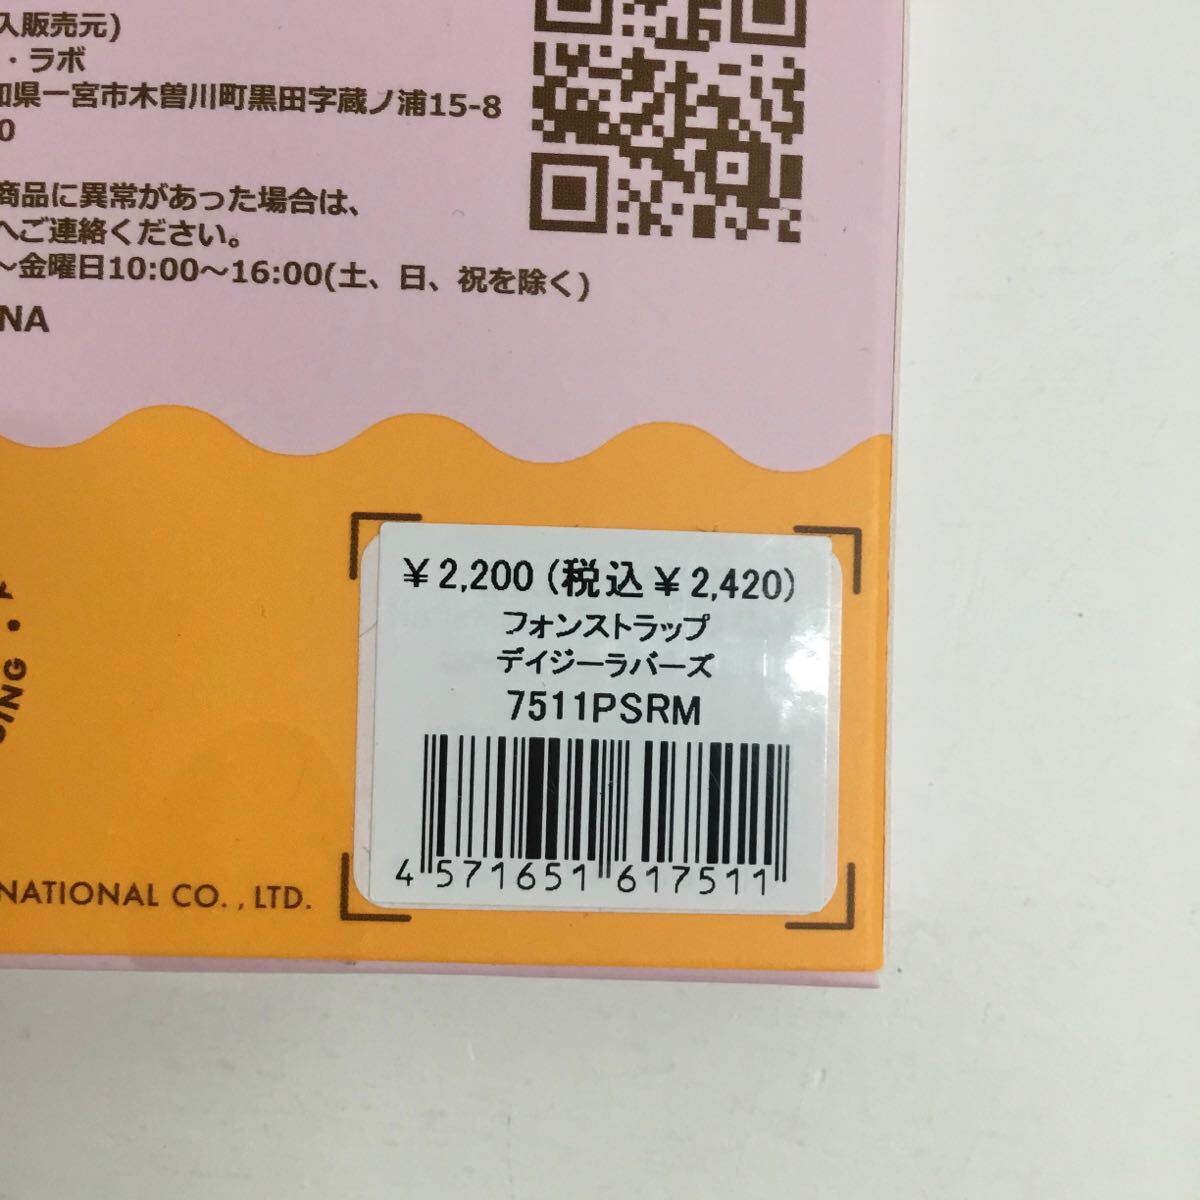 入販売元)
・ラボ
知県一宮市木曽川町黒田字蔵ノ浦15-8
0
商品に異常があった場合は、
へご連絡ください。
～金曜日10:00～16:00(土、日、祝を除く)
NA
¥2,200(税込¥2,420)
フォンストラップ
デイジーラバーズ
7511PSRM
4 571651 617511
NATIONAL CO., LTD.